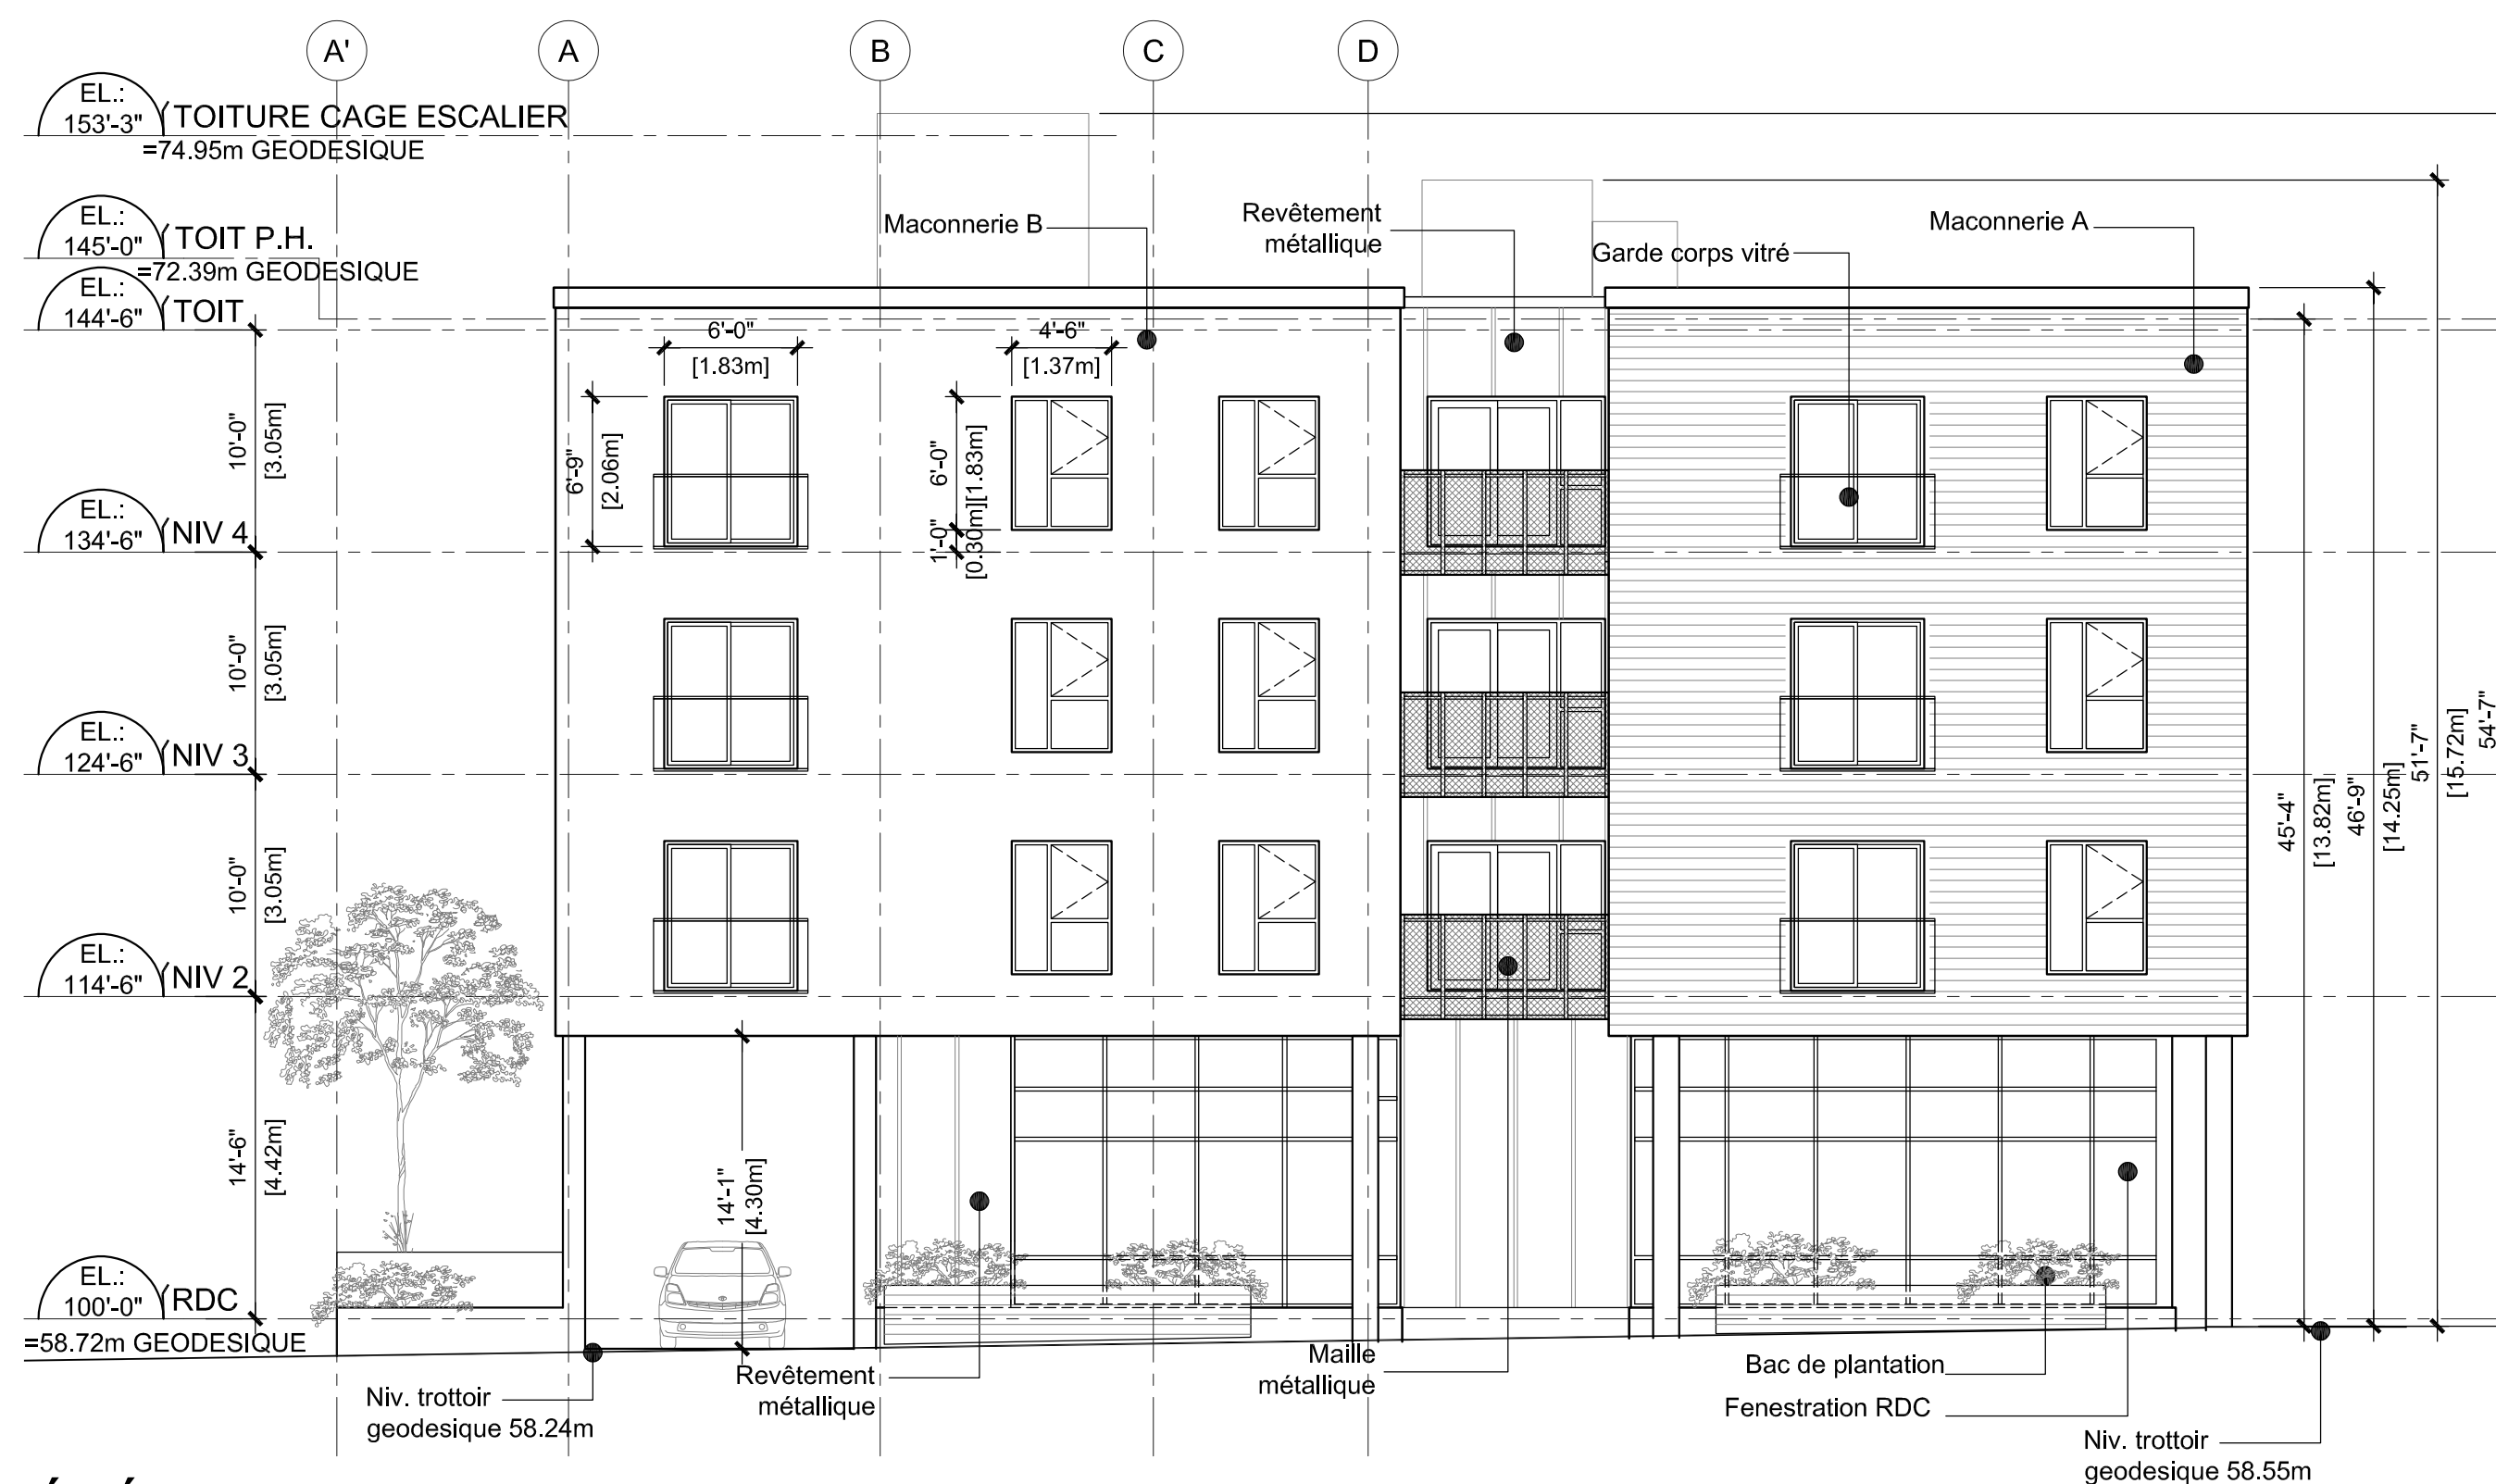 A'
A
B
C
D
EL.:
153'-3"
TOITURE CAGE ESCALIER
=74.95m GEODESIQUE
EL.:
145'-0"
TOIT P.H.
=72.39m GEODESIQUE
EL.:
144'-6"
TOIT
Maconnerie B
Revêtement
métallique
Garde corps vitré
Maconnerie A
6'-0"
[1.83m]
4'-6"
[1.37m]
10'-0"
[3.05m]
6'-9"
[2.06m]
6'-0"
[1.83m]
1'-0"
[0.30m]
EL.:
134'-6"
NIV 4
10'-0"
[3.05m]
EL.:
124'-6"
NIV 3
10'-0"
[3.05m]
EL.:
114'-6"
NIV 2
45'-4"
[13.82m]
46'-9"
[14.25m]
51'-7"
[15.72m]
54'-7"
14'-6"
[4.42m]
14'-1"
[4.30m]
EL.:
100'-0"
RDC
=58.72m GEODESIQUE
Niv. trottoir
geodesique 58.24m
Revêtement
métallique
Maille
métallique
Bac de plantation
Fenestration RDC
Niv. trottoir
geodesique 58.55m